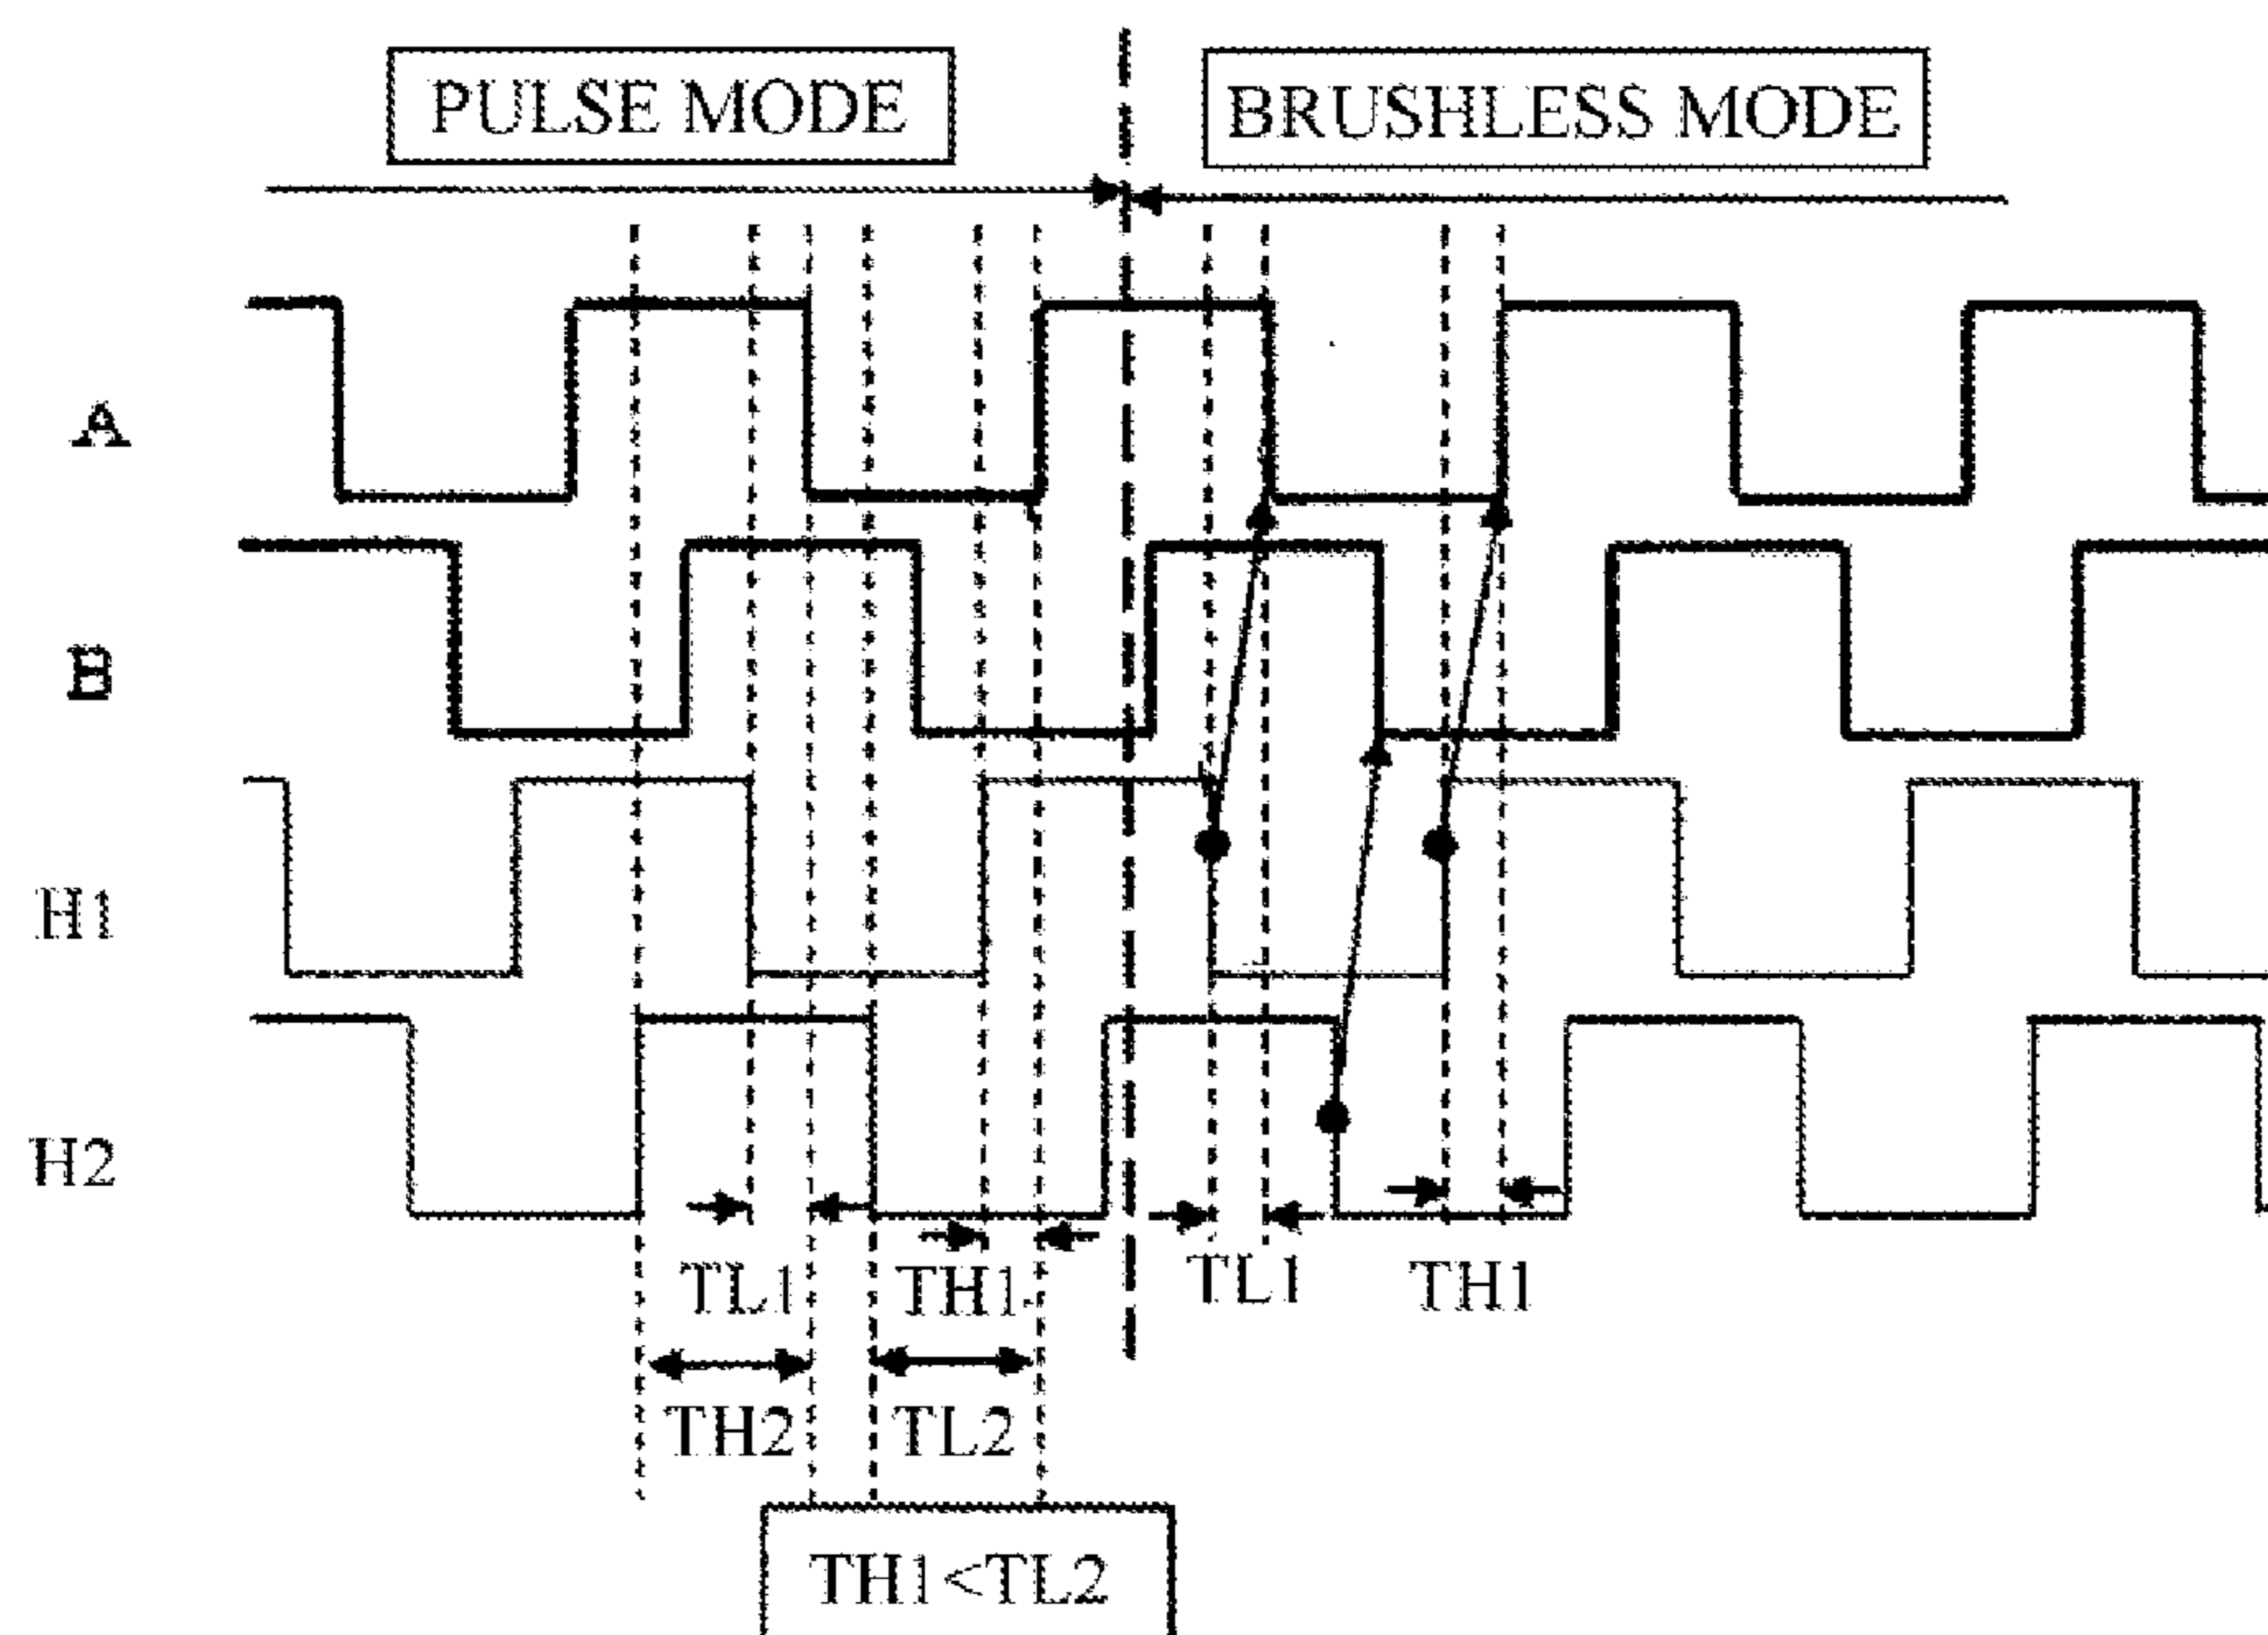 PULSE MODE
BRUSHLESS MODE
A
B
H1
H2
TL1
TH1
TL1
TH1
TH2
TL2
TH1<TL2